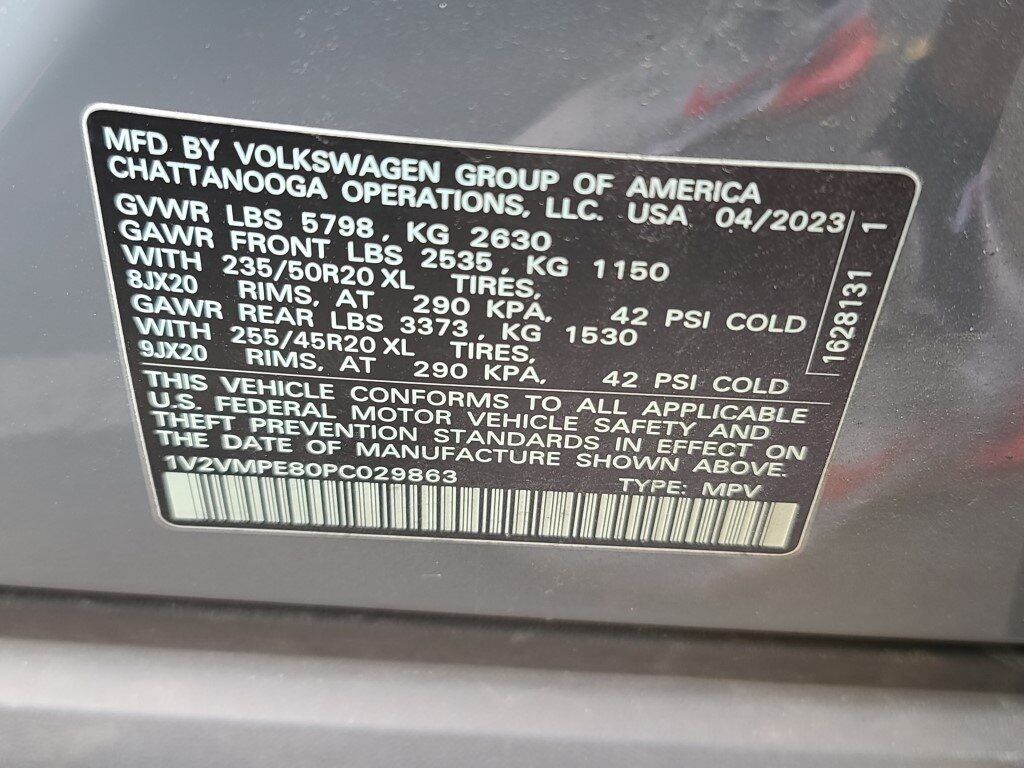 MFD BY VOLKSWAGEN GROUP OF AMERICA
CHATTANOOGA OPERATIONS, LLC. USA 04/2023
GVWR LBS 5798, KG 2630
GAWR FRONT LBS 2535, KG 1150
WITH 235/50R20 XL TIRES,
8JX20 RIMS, AT 290 KPA, 42 PSI COLD
GAWR REAR LBS 3373, KG 1530
WITH 255/45R20 XL TIRES,
9JX20 RIMS, AT 290 KPA, 42 PSI COLD
THIS VEHICLE CONFORMS TO ALL APPLICABLE
U.S. FEDERAL MOTOR VEHICLE SAFETY AND
THEFT PREVENTION STANDARDS IN EFFECT ON
THE DATE OF MANUFACTURE SHOWN ABOVE.
1V2VMPE80PC029863 TYPE: MPV
1628131 1